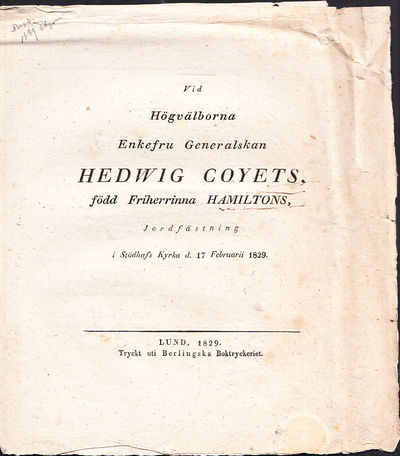 Vid
Högvälborna
Enkefru Generalskan
HEDWIG COYETS,
född Friherrinna HAMILTONS,
Jordfästning
i Stödhafs Kyrka d. 17 Februarii 1829.
LUND, 1829.
Tryckt uti Berlingska Boktryckeriet.